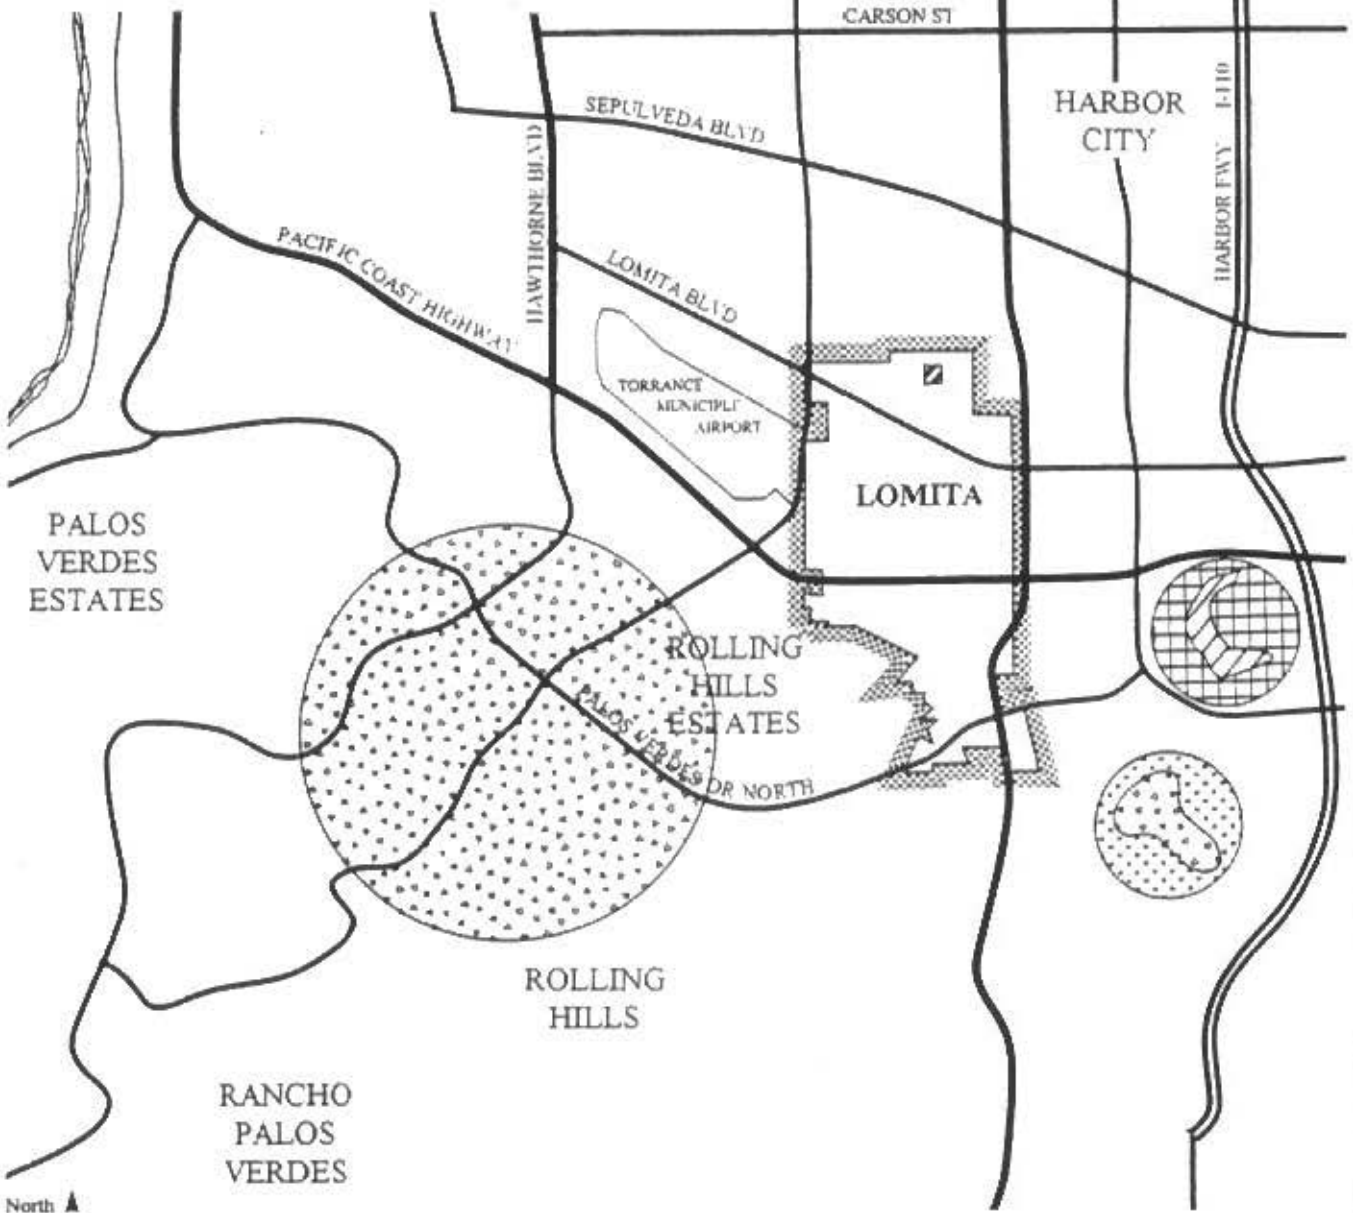 CARSON ST
SEPULVEDA BLVD
HARBOR
CITY
HARBOR FWY I-110
HAWTHORNE BLVD
PACIFIC COAST HIGHWAY
LOMITA BLVD
TORRANCE
MUNICIPLE
AIRPORT
LOMITA
PALOS
VERDES
ESTATES
ROLLING
HILLS
ESTATES
PALOS VERDES DR NORTH
ROLLING
HILLS
RANCHO
PALOS
VERDES
North